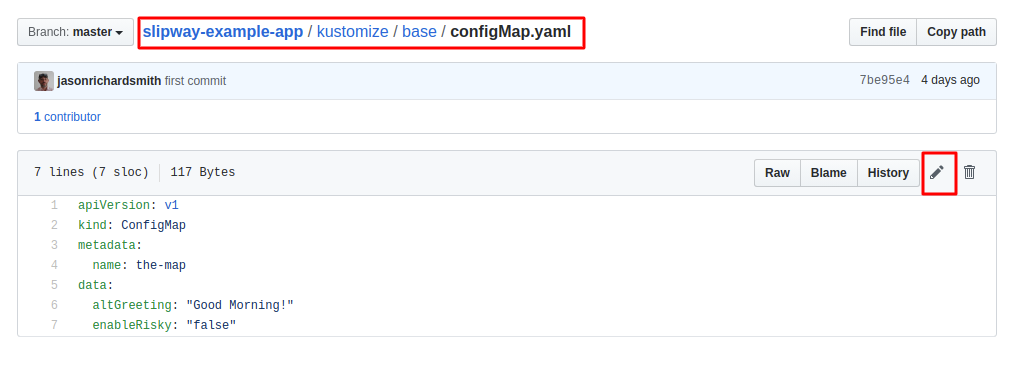 Branch: master slipway-example-app / kustomize / base / configMap.yaml Find file Copy path
jasonrichardsmith first commit 7be95e4 4 days ago
1 contributor
7 lines (7 sloc) 117 Bytes Raw Blame History
1 apiVersion: v1
2 kind: ConfigMap
3 metadata:
4   name: the-map
5 data:
6   altGreeting: "Good Morning!"
7   enableRisky: "false"